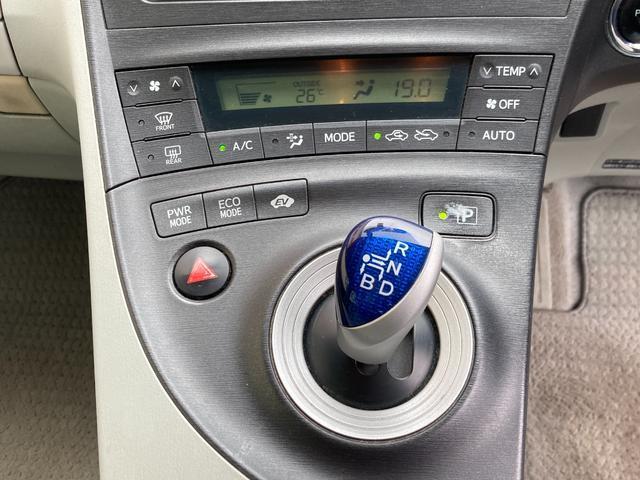 OUTSIDE
26°C
19.0
TEMP
OFF
FRONT
REAR
A/C
MODE
AUTO
PWR MODE
ECO MODE
EV
P
R
N
B D